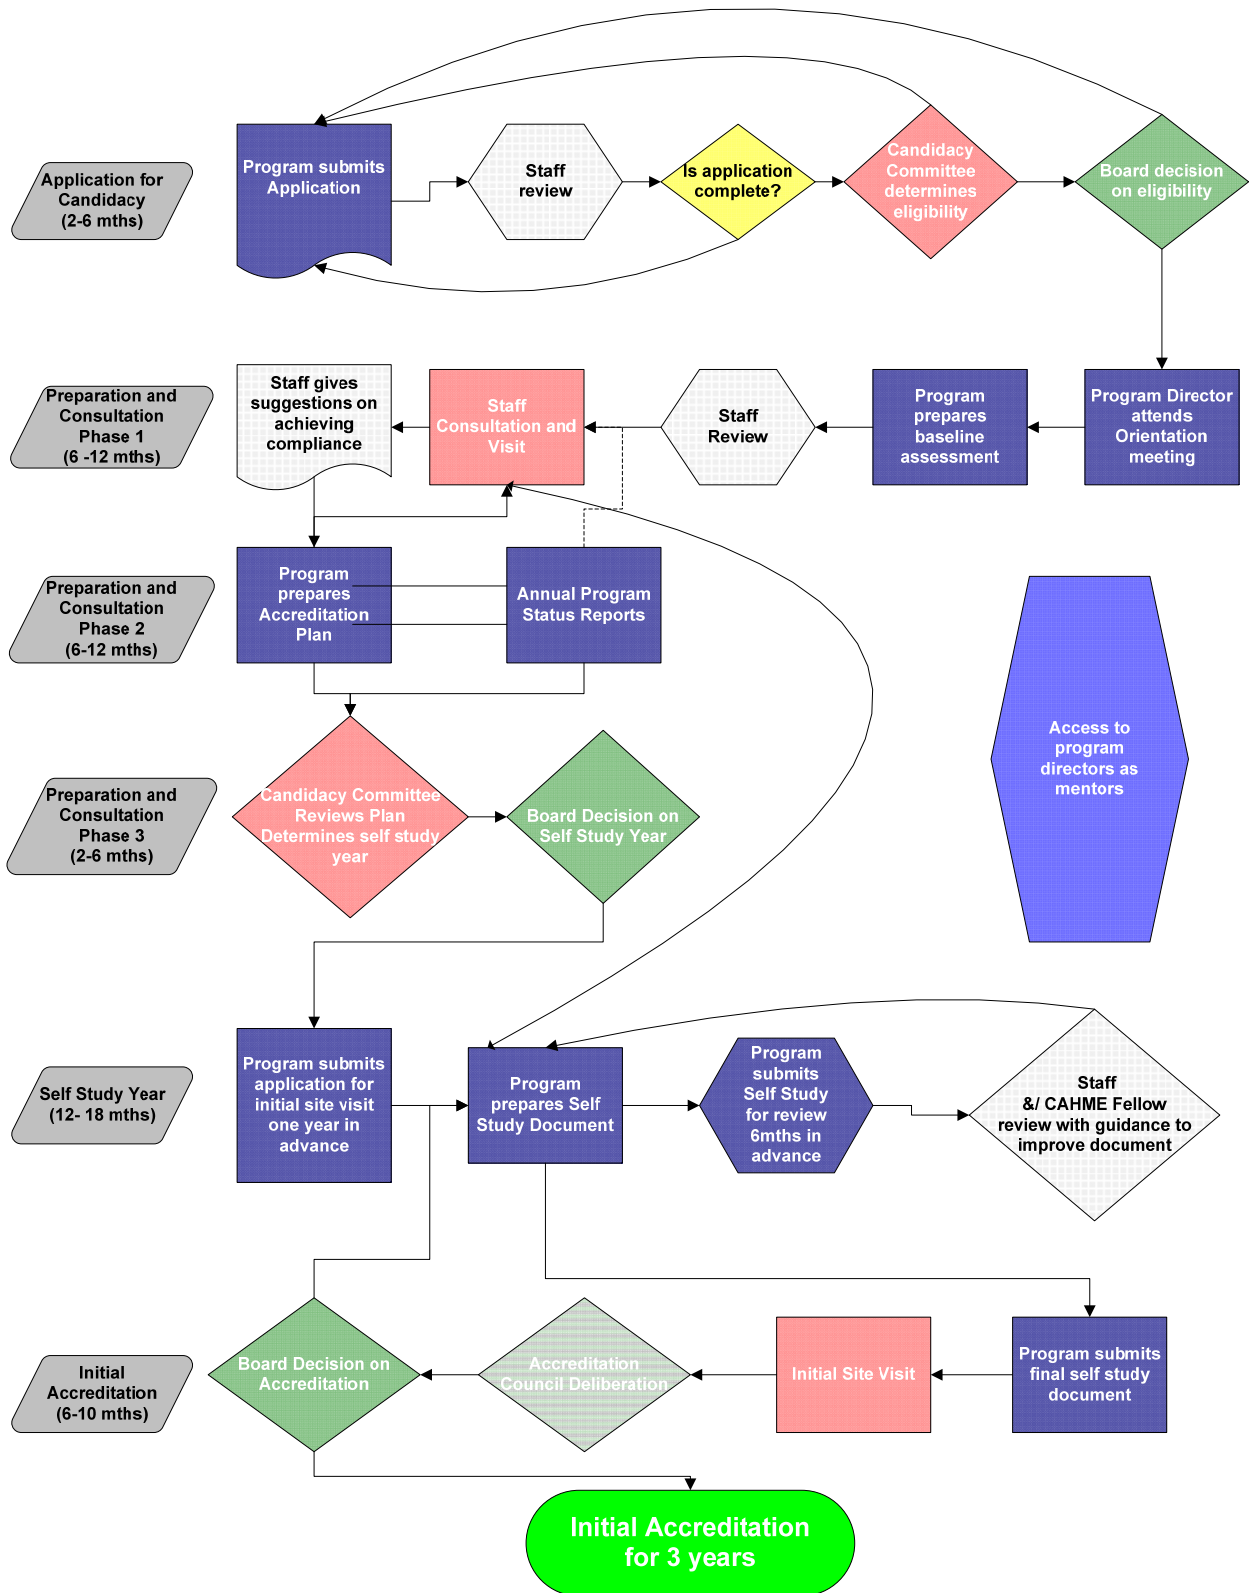 Application for
Candidacy
(2-6 mths)
Program submits
Application
Staff
review
Is application
complete?
Candidacy
Committee
determines
eligibility
Board decision
on eligibility
Preparation and
Consultation
Phase 1
(6 -12 mths)
Staff gives
suggestions on
achieving
compliance
Staff
Consultation and
Visit
Staff
Review
Program
prepares
baseline
assessment
Program Director
attends
Orientation
meeting
Preparation and
Consultation
Phase 2
(6-12 mths)
Program
prepares
Accreditation
Plan
Annual Program
Status Reports
Access to
program
directors as
mentors
Preparation and
Consultation
Phase 3
(2-6 mths)
Candidacy Committee
Reviews Plan
Determines self study
year
Board Decision on
Self Study Year
Self Study Year
(12- 18 mths)
Program submits
application for
initial site visit
one year in
advance
Program
prepares Self
Study Document
Program
submits
Self Study
for review
6mths in
advance
Staff
&/ CAHME Fellow
review with guidance to
improve document
Initial
Accreditation
(6-10 mths)
Board Decision on
Accreditation
Accreditation
Council Deliberation
Initial Site Visit
Program submits
final self study
document
Initial Accreditation
for 3 years